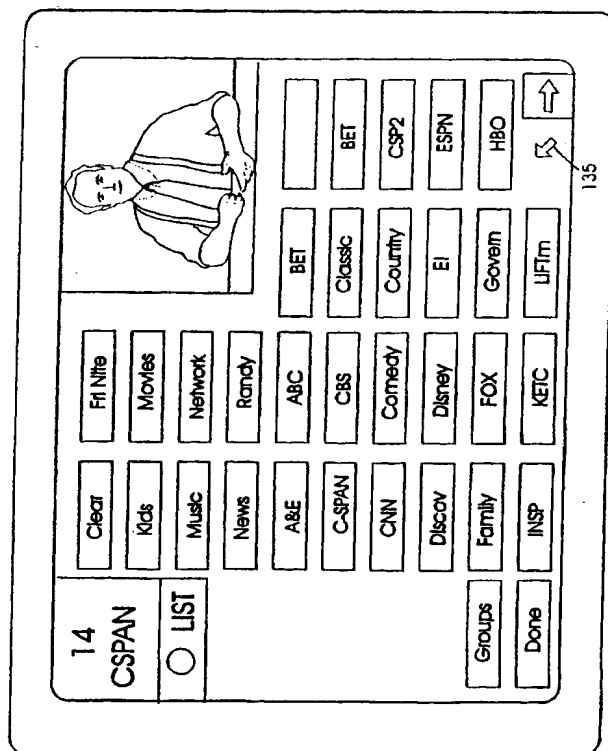 14
CSPAN
LIST
Clear Fri Nite
Kids Movies
Music Network
News Randy
A&E ABC BET
C-SPAN CBS Classic BET
CNN Comedy Country CSP2
Discov Disney E! ESPN
Groups Family FOX Govern HBO
Done INSP KETC LIFTm
135